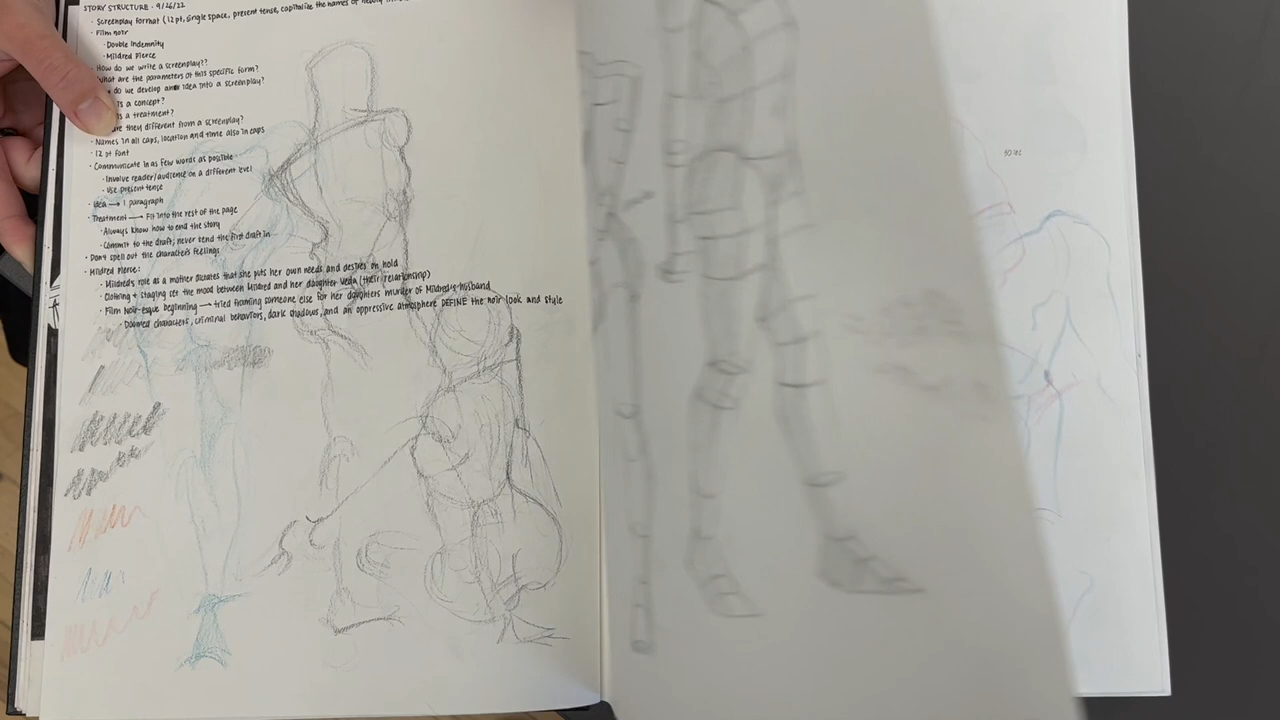 STORY STRUCTURE - 9/26/22
· Screenplay format (12pt, single space, present tense, capitalize the names of
· Film noir
· Double Indemnity
· Mildred Pierce
How do we write a screenplay??
What are the parameters of this specific form?
do we develop an idea into a screenplay?
is a concept?
is a treatment?
are they different from a screenplay?
· Names in all caps, location and time also in caps
· 12 pt font
· Communicate in as few words as possible
· Involve reader/audience on a different level
· Use present tense
· Idea → 1 paragraph
· Treatment → Fit into the rest of the page
· Always know how to end the story
· Commit to the draft; never send the first draft in
· Don't spell out the character's feelings
· Mildred Pierce:
· Mildred's role as a mother dictates that she puts her own needs and desires on hold
· Clothing + staging set the mood between Mildred and her daughter Veda (their relationship)
· Film Noir-esque beginning → tried framing someone else for her daughters murder of Mildred's husband
· Doomed characters, criminal behaviors, dark shadows, and an oppressive atmosphere DEFINE the noir look and style